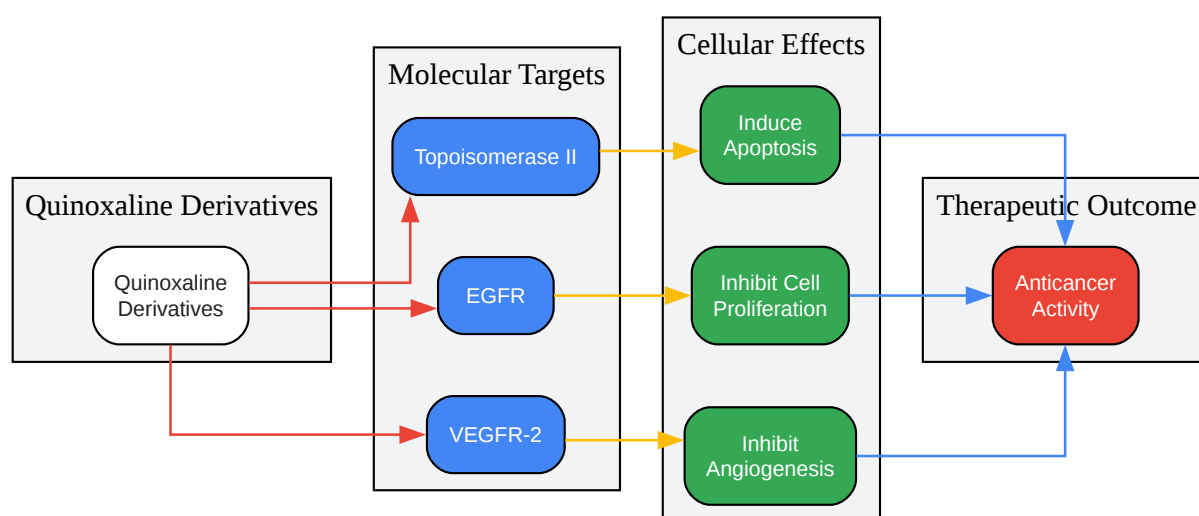 Quinoxaline Derivatives
Quinoxaline
Derivatives
Molecular Targets
Topoisomerase II
EGFR
VEGFR-2
Cellular Effects
Induce
Apoptosis
Inhibit Cell
Proliferation
Inhibit
Angiogenesis
Therapeutic Outcome
Anticancer
Activity